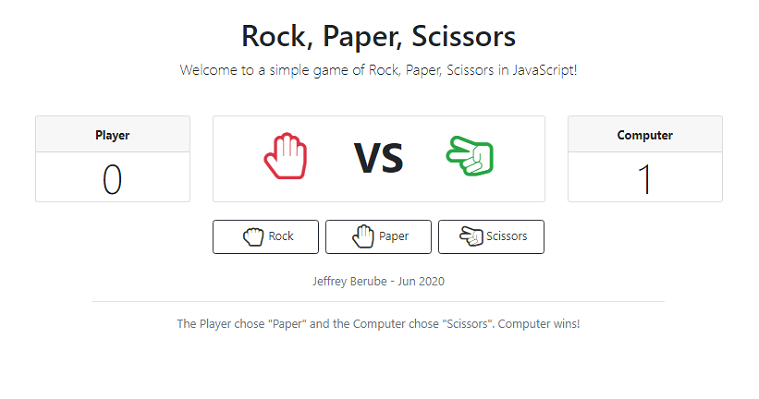 Rock, Paper, Scissors
Welcome to a simple game of Rock, Paper, Scissors in JavaScript!
Player
0
VS
Computer
1
Rock
Paper
Scissors
Jeffrey Berube - Jun 2020
The Player chose "Paper" and the Computer chose "Scissors". Computer wins!